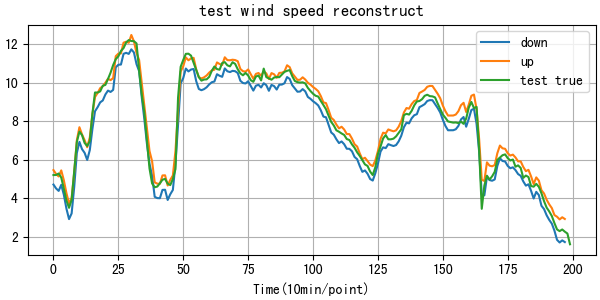 test wind speed reconstruct
down
up
test true
12
10
8
6
4
2
0 25 50 75 100 125 150 175 200
Time(10min/point)